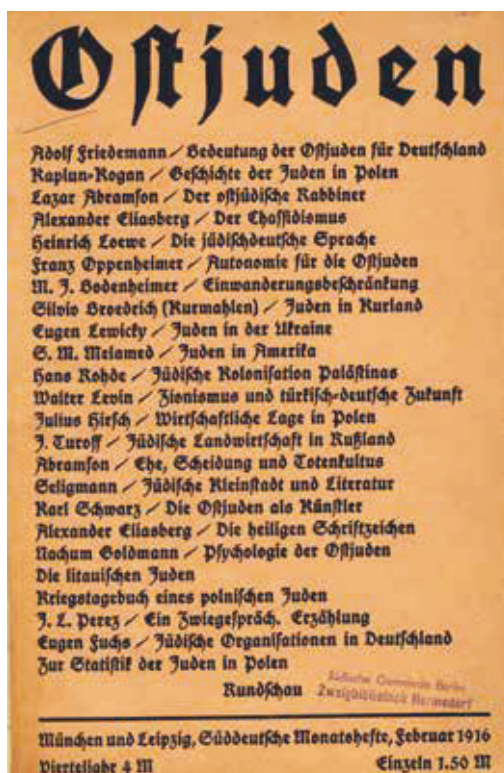 Ostjuden
Adolf Friedemann / Bedeutung der Ostjuden für Deutschland
Kaplun-Kogan / Geschichte der Juden in Polen
Lazar Abramson / Der ostjüdische Rabbiner
Alexander Eliasberg / Der Chassidismus
Heinrich Loewe / Die jüdischdeutsche Sprache
Franz Oppenheimer / Autonomie für die Ostjuden
M. J. Bodenheimer / Einwanderungsbeschränkung
Silvio Broedrich (Kurmahlen) / Juden in Kurland
Eugen Lewicky / Juden in der Ukraine
S. M. Melamed / Juden in Amerika
Hans Rohde / Jüdische Kolonisation Palästinas
Walter Levin / Zionismus und türkisch-deutsche Zukunft
Julius Hirsch / Wirtschaftliche Lage in Polen
J. Turoff / Jüdische Landwirtschaft in Rußland
Abramson / Ehe, Scheidung und Totenkultus
Seligmann / Jüdische Kleinstadt und Literatur
Karl Schwarz / Die Ostjuden als Künstler
Alexander Eliasberg / Die heiligen Schriftzeichen
Nachum Goldmann / Psychologie der Ostjuden
Die litauischen Juden
Kriegstagebuch eines polnischen Juden
J. L. Perez / Ein Zwiegespräch. Erzählung
Eugen Fuchs / Jüdische Organisationen in Deutschland
Zur Statistik der Juden in Polen
Rundschau
Jüdische Gemeinde Berlin
Zweigbibliothek Hermsdorf
München und Leipzig, Süddeutsche Monatshefte, Februar 1916
Vierteljahr 4 M Einzeln 1.50 M